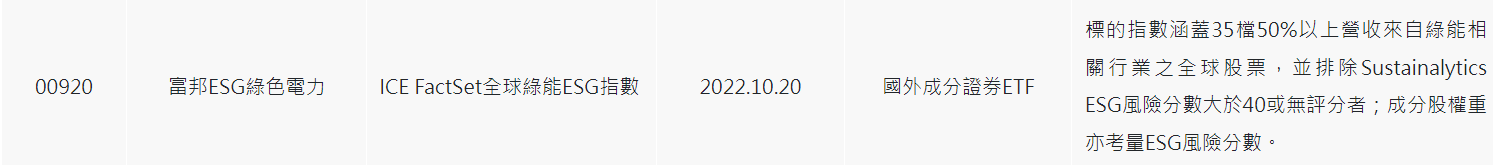 00920
富邦ESG綠色電力
ICE FactSet全球綠能ESG指數
2022.10.20
國外成分證券ETF
標的指數涵蓋35檔50%以上營收來自綠能相
關行業之全球股票，並排除Sustainalytics
ESG風險分數大於40或無評分者；成分股權重
亦考量ESG風險分數。